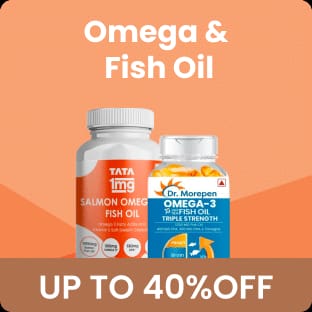 Omega &
Fish Oil
TATA
1mg
SALMON OMEGA
FISH OIL
Dr. Morepen
OMEGA-3
FISH OIL
TRIPLE STRENGTH
UP TO 40%OFF